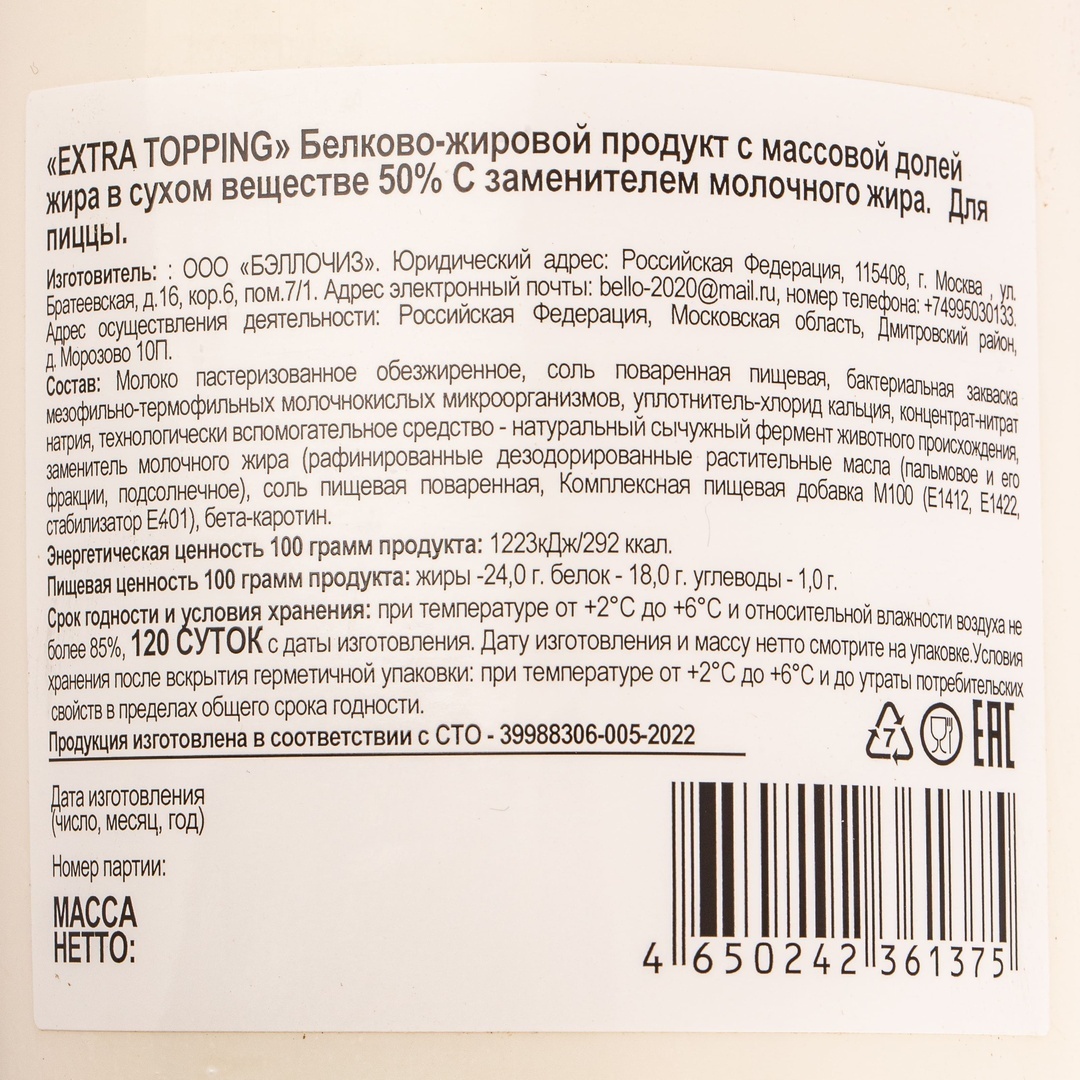 «EXTRA TOPPING» Белково-жировой продукт с массовой долей
жира в сухом веществе 50% С заменителем молочного жира. Для
пиццы.
Изготовитель: : ООО «БЭЛЛОЧИЗ». Юридический адрес: Российская Федерация, 115408, г. Москва , ул.
Братеевская, д.16, кор.6, пом.7/1. Адрес электронный почты: bello-2020@mail.ru, номер телефона: +74995030133.
Адрес осуществления деятельности: Российская Федерация, Московская область, Дмитровский район,
д. Морозово 10П.
Состав: Молоко пастеризованное обезжиренное, соль поваренная пищевая, бактериальная закваска
мезофильно-термофильных молочнокислых микроорганизмов, уплотнитель-хлорид кальция, концентрат-нитрат
натрия, технологически вспомогательное средство - натуральный сычужный фермент животного происхождения,
заменитель молочного жира (рафинированные дезодорированные растительные масла (пальмовое и его
фракции, подсолнечное), соль пищевая поваренная, Комплексная пищевая добавка М100 (Е1412, Е1422,
стабилизатор Е401), бета-каротин.
Энергетическая ценность 100 грамм продукта: 1223кДж/292 ккал.
Пищевая ценность 100 грамм продукта: жиры -24,0 г. белок - 18,0 г. углеводы - 1,0 г.
Срок годности и условия хранения: при температуре от +2°С до +6°С и относительной влажности воздуха не
более 85%, 120 СУТОК с даты изготовления. Дату изготовления и массу нетто смотрите на упаковке.Условия
хранения после вскрытия герметичной упаковки: при температуре от +2°С до +6°С и до утраты потребительских
свойств в пределах общего срока годности.
Продукция изготовлена в соответствии с СТО - 39988306-005-2022
7
EAC
Дата изготовления
(число, месяц, год)
Номер партии:
МАССА
НЕТТО:
4 650242 361375